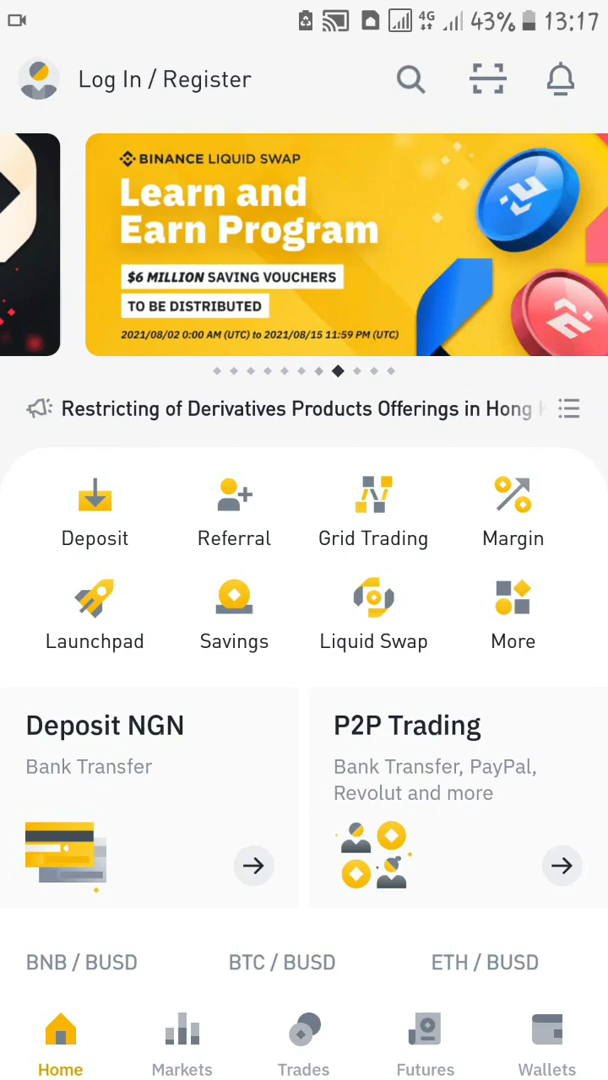 4G 43% 13:17
Log In / Register
BINANCE LIQUID SWAP
Learn and
Earn Program
$6 MILLION SAVING VOUCHERS
TO BE DISTRIBUTED
2021/08/02 0:00 AM (UTC) to 2021/08/15 11:59 PM (UTC)
Restricting of Derivatives Products Offerings in Hong
Deposit Referral Grid Trading Margin
Launchpad Savings Liquid Swap More
Deposit NGN
Bank Transfer
P2P Trading
Bank Transfer, PayPal,
Revolut and more
BNB / BUSD BTC / BUSD ETH / BUSD
Home Markets Trades Futures Wallets